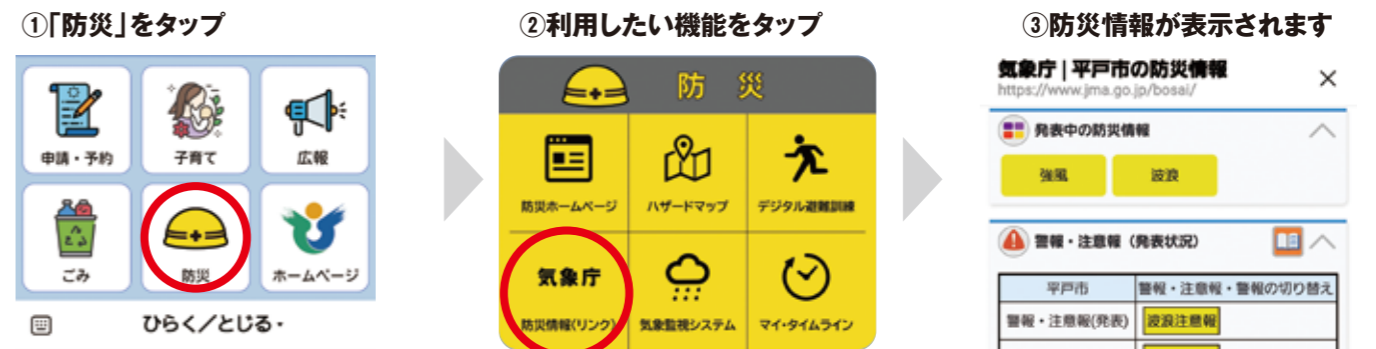 ①「防災」をタップ
申請・予約
子育て
広報
ごみ
防災
ホームページ
ひらく／とじる・
②利用したい機能をタップ
防災
防災ホームページ
ハザードマップ
デジタル避難訓練
気象庁
防災情報(リンク)
気象監視システム
マイ・タイムライン
③防災情報が表示されます
気象庁 | 平戸市の防災情報
https://www.jma.go.jp/bosai/
発表中の防災情報
強風
波浪
警報・注意報（発表状況）
平戸市
警報・注意報・警報の切り替え
警報・注意報(発表)
波浪注意報